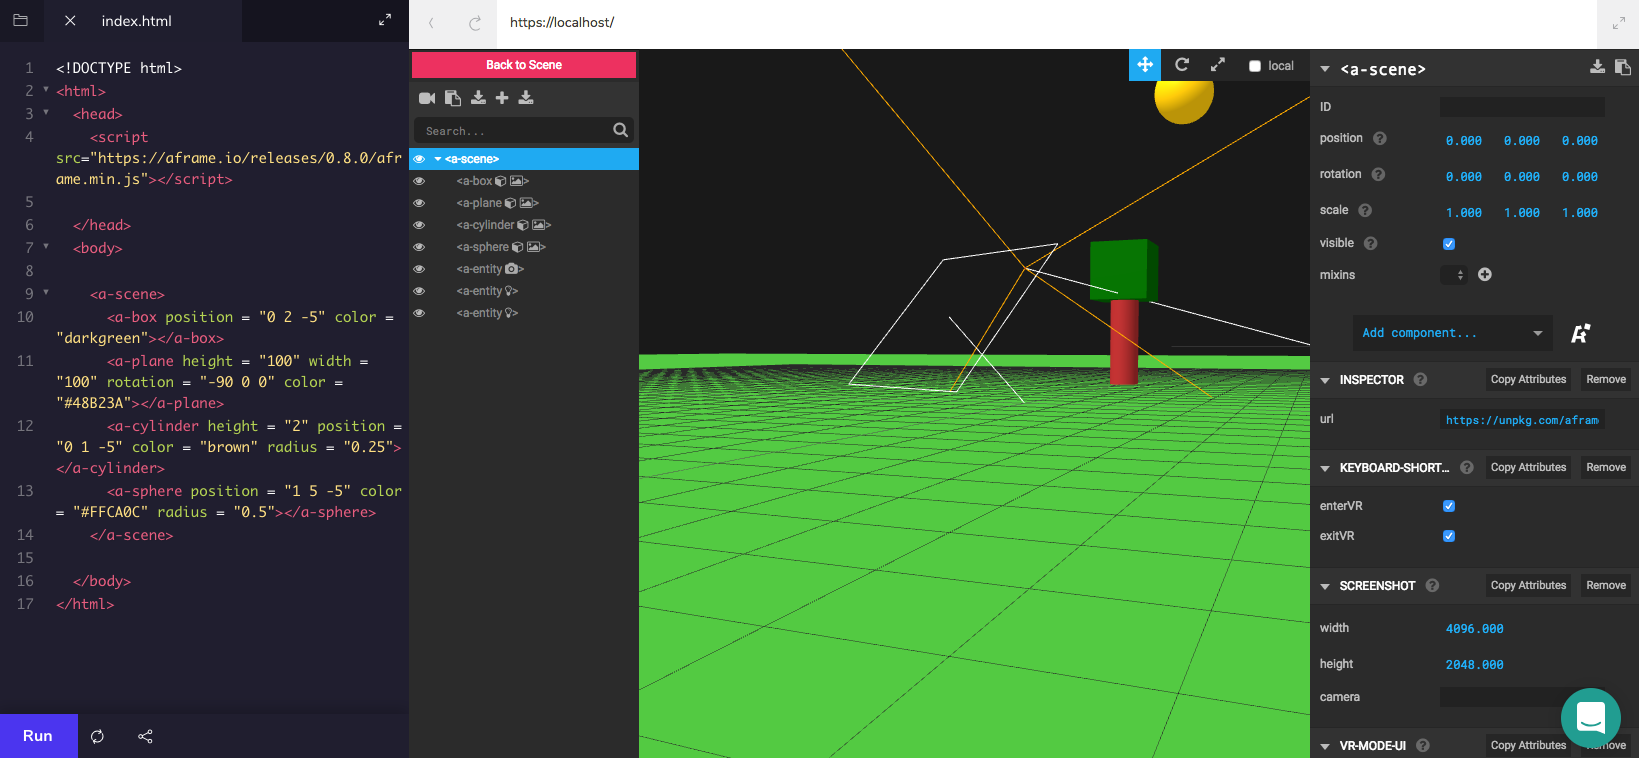 index.html
https://localhost/
1 <!DOCTYPE html>
2 <html>
3 <head>
4 <script
src="https://aframe.io/releases/0.8.0/afr
ame.min.js"></script>
5
6 </head>
7 <body>
8
9 <a-scene>
10 <a-box position = "0 2 -5" color =
"darkgreen"></a-box>
11 <a-plane height = "100" width =
"100" rotation = "-90 0 0" color =
"#48B23A"></a-plane>
12 <a-cylinder height = "2" position =
"0 1 -5" color = "brown" radius = "0.25">
</a-cylinder>
13 <a-sphere position = "1 5 -5" color
= "#FFCA0C" radius = "0.5"></a-sphere>
14 </a-scene>
15
16 </body>
17 </html>
Run
Back to Scene
Search...
<a-scene>
<a-box >
<a-plane >
<a-cylinder >
<a-sphere >
<a-entity >
<a-entity >
<a-entity >
local
<a-scene>
ID
position 0.000 0.000 0.000
rotation 0.000 0.000 0.000
scale 1.000 1.000 1.000
visible
mixins
Add component...
INSPECTOR Copy Attributes Remove
url https://unpkg.com/afram
KEYBOARD-SHORT... Copy Attributes Remove
enterVR
exitVR
SCREENSHOT Copy Attributes Remove
width 4096.000
height 2048.000
camera
VR-MODE-UI Copy Attributes Remove